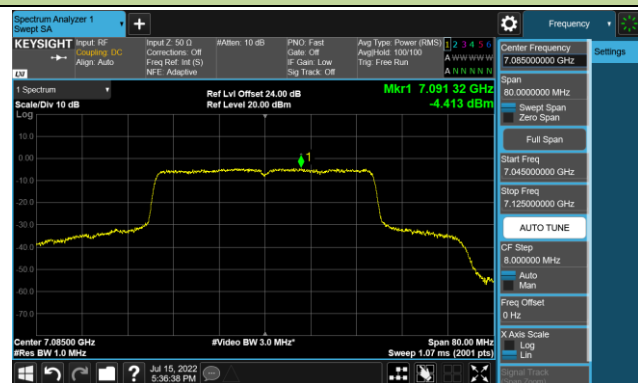 Spectrum Analyzer 1
Swept SA
+
Frequency
KEYSIGHT
Input: RF
Coupling: DC
Align: Auto
Input Z: 50 Ω
Corrections: Off
Freq Ref: Int (S)
NFE: Adaptive
#Atten: 10 dB
PNO: Fast
Gate: Off
IF Gain: Low
Sig Track: Off
Avg Type: Power (RMS)
Avg|Hold: 100/100
Trig: Free Run
1 2 3 4 5 6
A W W W W W
A N N N N N
LXI
1 Spectrum
Scale/Div 10 dB
Log
Ref Lvl Offset 24.00 dB
Ref Level 20.00 dBm
Mkr1 7.091 32 GHz
-4.413 dBm
10.0
0.00
-10.0
-20.0
-30.0
-40.0
-50.0
-60.0
-70.0
1
Center 7.08500 GHz
#Res BW 1.0 MHz
#Video BW 3.0 MHz*
Span 80.00 MHz
Sweep 1.07 ms (2001 pts)
Jul 15, 2022
5:36:38 PM
?
Center Frequency
7.085000000 GHz
Span
80.0000000 MHz
Swept Span
Zero Span
Full Span
Start Freq
7.045000000 GHz
Stop Freq
7.125000000 GHz
AUTO TUNE
CF Step
8.000000 MHz
Auto
Man
Freq Offset
0 Hz
X Axis Scale
Log
Lin
Signal Track
Settings